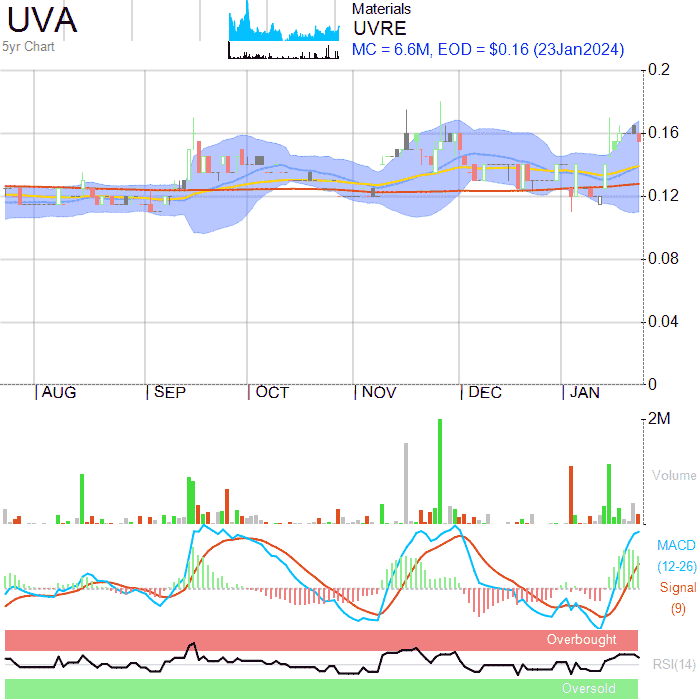 UVA
5yr Chart
Materials
UVRE
MC = 6.6M, EOD = $0.16 (23Jan2024)
0.2
0.16
0.12
0.08
0.04
0
AUG SEP OCT NOV DEC JAN
2M
Volume
MACD
(12-26)
Signal
(9)
Overbought
RSI(14)
Oversold